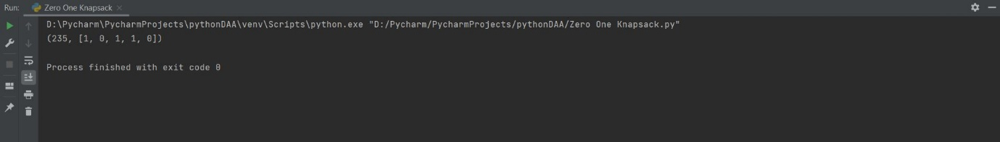 Run: Zero One Knapsack
D:\Pycharm\PycharmProjects\pythonDAA\venv\Scripts\python.exe "D:/Pycharm/PycharmProjects/pythonDAA/Zero One Knapsack.py"
(235, [1, 0, 1, 1, 0])
Process finished with exit code 0